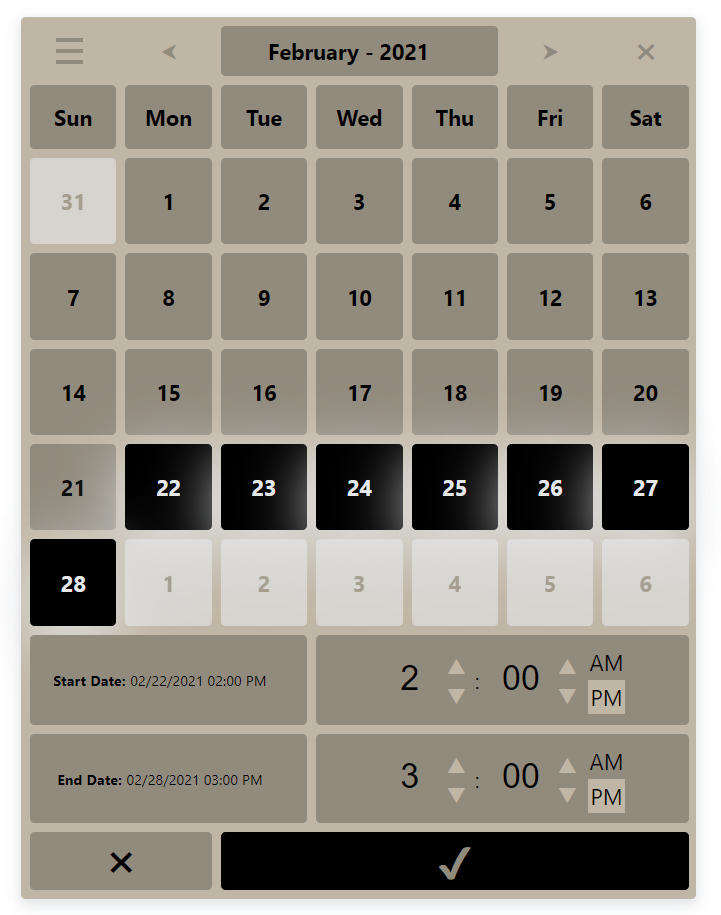 February - 2021
Sun Mon Tue Wed Thu Fri Sat
31 1 2 3 4 5 6
7 8 9 10 11 12 13
14 15 16 17 18 19 20
21 22 23 24 25 26 27
28 1 2 3 4 5 6
Start Date: 02/22/2021 02:00 PM
2 : 00 AM
PM
End Date: 02/28/2021 03:00 PM
3 : 00 AM
PM